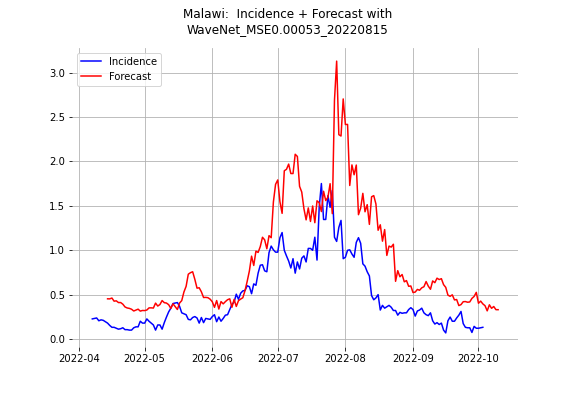 Malawi:  Incidence + Forecast with
WaveNet_MSE0.00053_20220815
Incidence
Forecast
3.0
2.5
2.0
1.5
1.0
0.5
0.0
2022-04 2022-05 2022-06 2022-07 2022-08 2022-09 2022-10